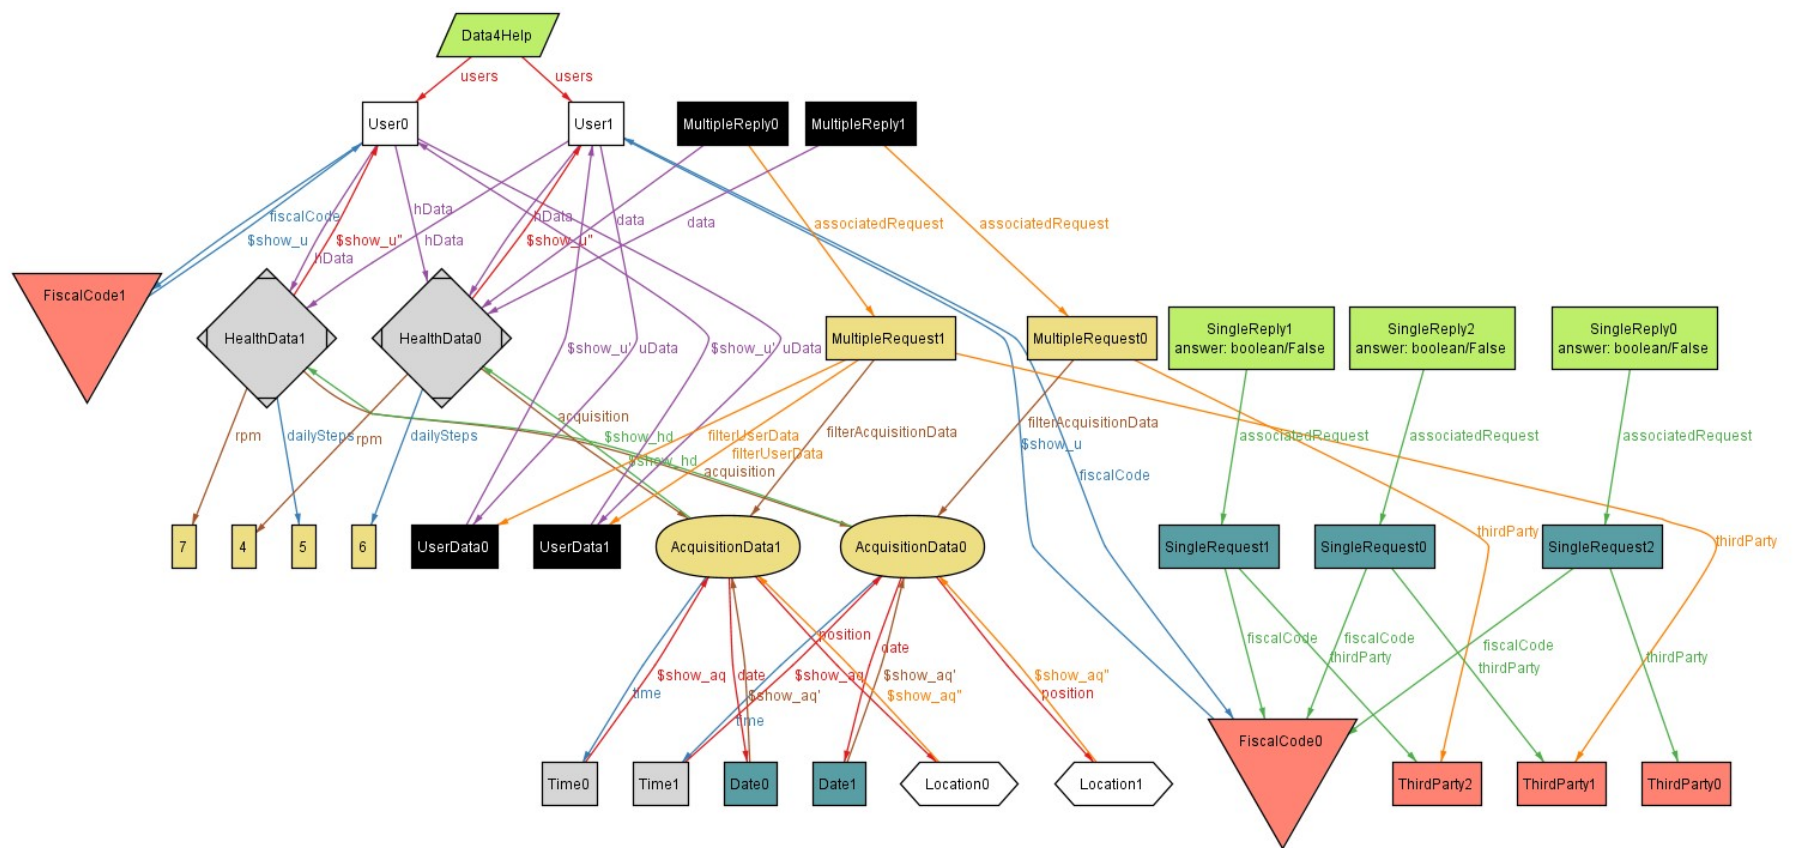 Data4Help
users
users
User0
User1
MultipleReply0
MultipleReply1
fiscalCode
hData
hData
data
data
associatedRequest
associatedRequest
$show_u
$show_u"
hData
$show_u"
hData
FiscalCode1
HealthData1
HealthData0
$show_u'
uData
$show_u'
uData
MultipleRequest1
MultipleRequest0
SingleReply1
answer: boolean/False
SingleReply2
answer: boolean/False
SingleReply0
answer: boolean/False
rpm
dailySteps
rpm
dailySteps
acquisition
$show_hd
$show_hd
acquisition
filterUserData
filterUserData
filterAcquisitionData
filterAcquisitionData
$show_u
fiscalCode
associatedRequest
associatedRequest
associatedRequest
thirdParty
thirdParty
7
4
5
6
UserData0
UserData1
AcquisitionData1
AcquisitionData0
SingleRequest1
SingleRequest0
SingleRequest2
time
$show_aq
date
$show_aq'
time
position
$show_aq
date
$show_aq'
$show_aq"
$show_aq"
position
fiscalCode
thirdParty
fiscalCode
thirdParty
fiscalCode
thirdParty
Time0
Time1
Date0
Date1
Location0
Location1
FiscalCode0
ThirdParty2
ThirdParty1
ThirdParty0